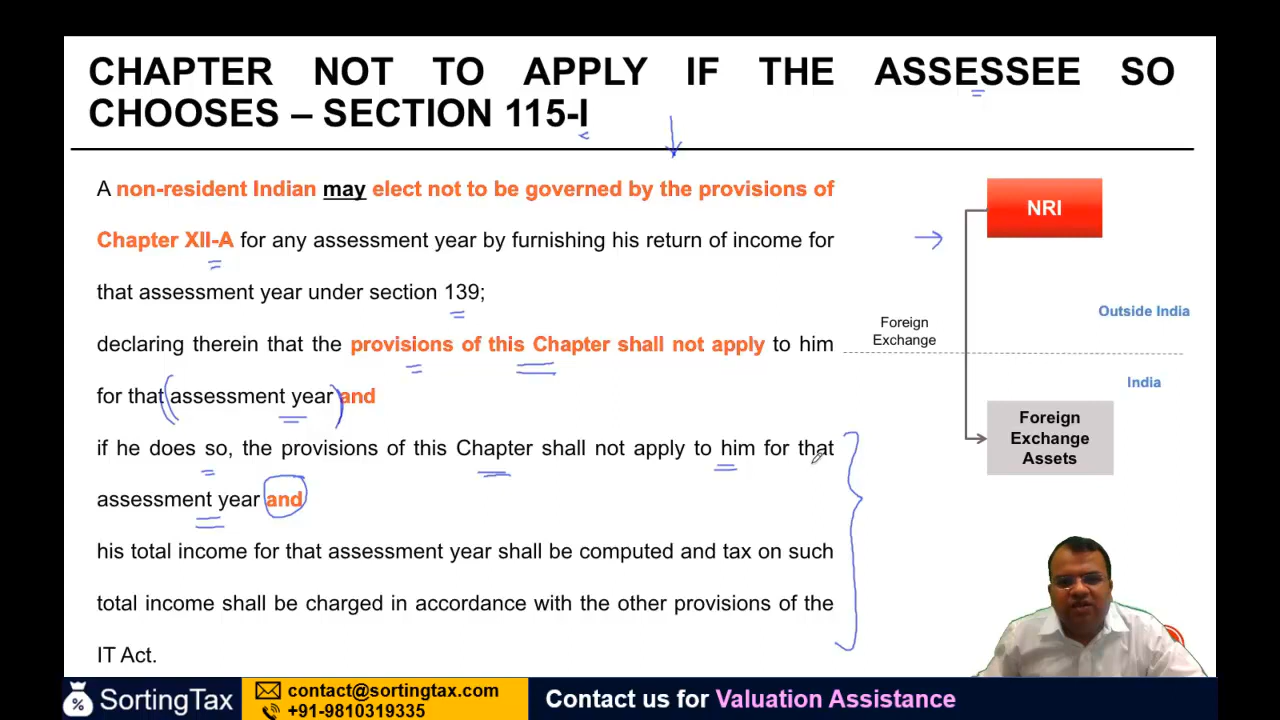 CHAPTER NOT TO APPLY IF THE ASSESSEE SO
CHOOSES – SECTION 115-I
A non-resident Indian may elect not to be governed by the provisions of
Chapter XII-A for any assessment year by furnishing his return of income for
that assessment year under section 139;
declaring therein that the provisions of this Chapter shall not apply to him
for that assessment year and
if he does so, the provisions of this Chapter shall not apply to him for that
assessment year and
his total income for that assessment year shall be computed and tax on such
total income shall be charged in accordance with the other provisions of the
IT Act.
NRI
Outside India
Foreign
Exchange
India
Foreign
Exchange
Assets
SortingTax
contact@sortingtax.com
+91-9810319335
Contact us for Valuation Assistance